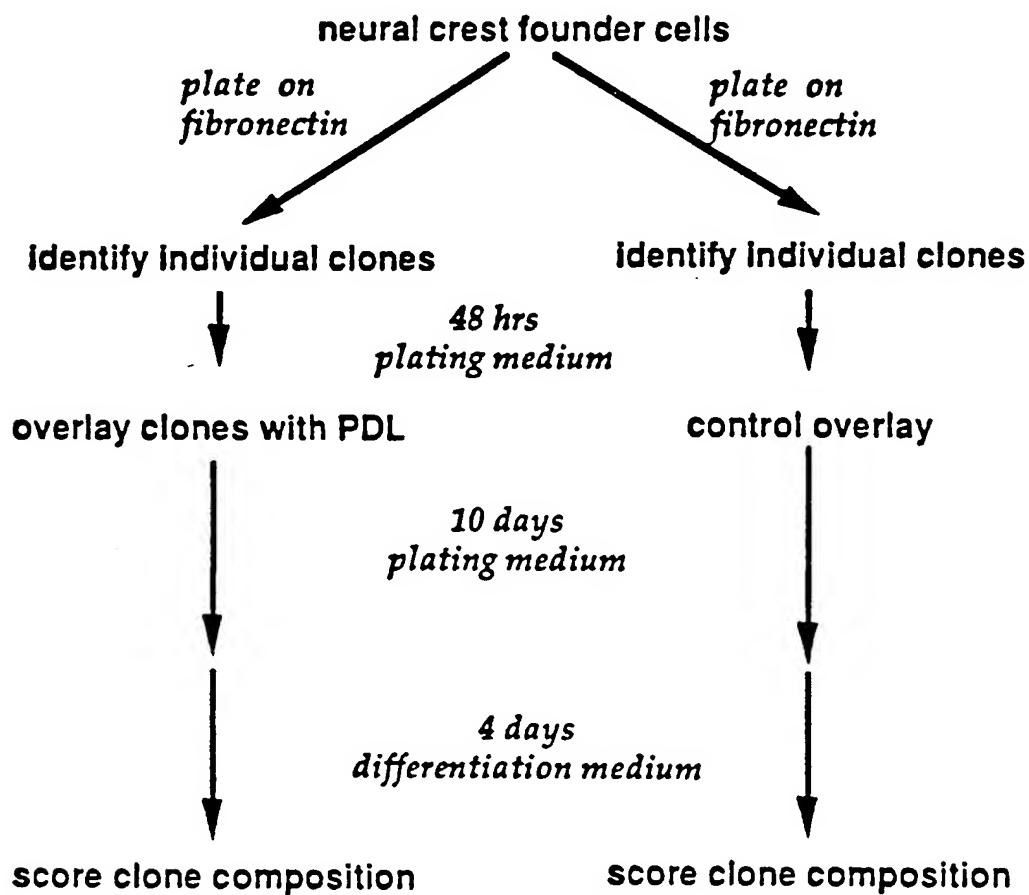 neural crest founder cells
plate on
fibronectin
plate on
fibronectin
identify individual clones
identify individual clones
48 hrs
plating medium
overlay clones with PDL
control overlay
10 days
plating medium
4 days
differentiation medium
score clone composition
score clone composition